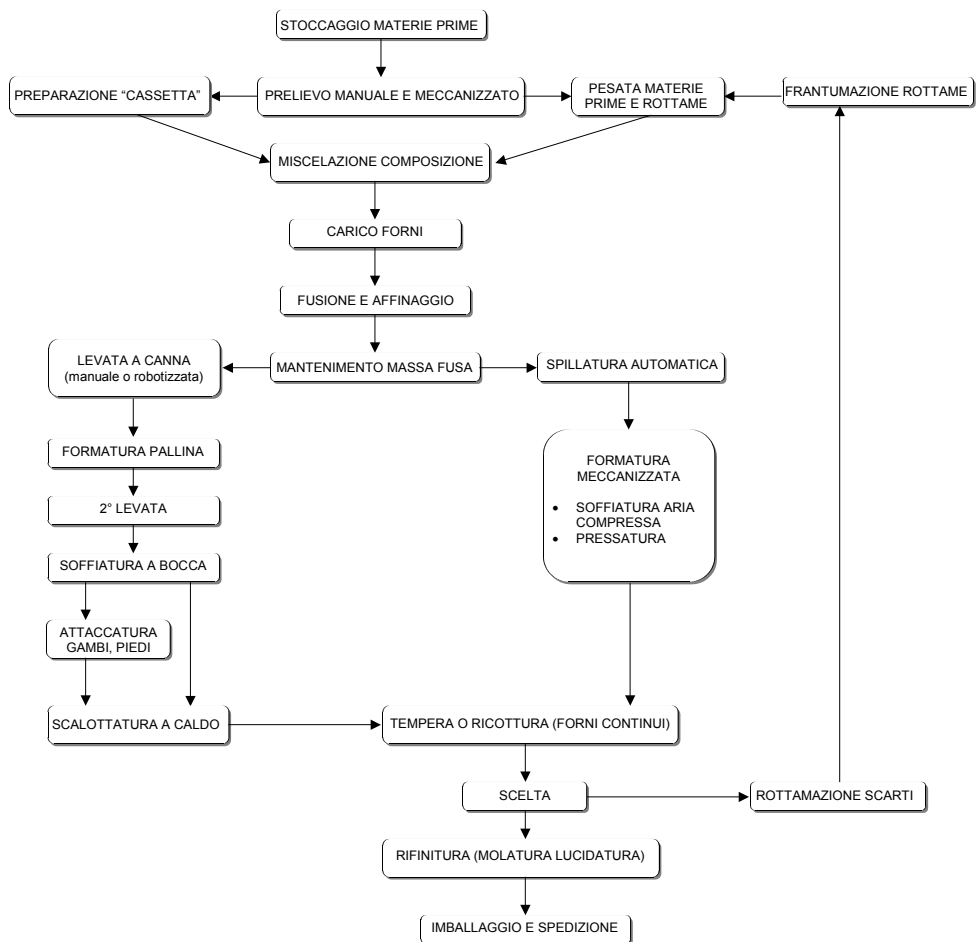 STOCCAGGIO MATERIE PRIME
PREPARAZIONE “CASSETTA”
PRELIEVO MANUALE E MECCANIZZATO
PESATA MATERIE
PRIME E ROTTAME
FRANTUMAZIONE ROTTAME
MISCELAZIONE COMPOSIZIONE
CARICO FORNI
FUSIONE E AFFINAGGIO
LEVATA A CANNA
(manuale o robotizzata)
MANTENIMENTO MASSA FUSA
SPILLATURA AUTOMATICA
FORMATURA PALLINA
FORMATURA
MECCANIZZATA
• SOFFIATURA ARIA
COMPRESSA
• PRESSATURA
2° LEVATA
SOFFIATURA A BOCCA
ATTACCATURA
GAMBI, PIEDI
SCALOTTATURA A CALDO
TEMPERA O RICOTTURA (FORNI CONTINUI)
SCELTA
ROTTAMAZIONE SCARTI
RIFINITURA (MOLATURA LUCIDATURA)
IMBALLAGGIO E SPEDIZIONE